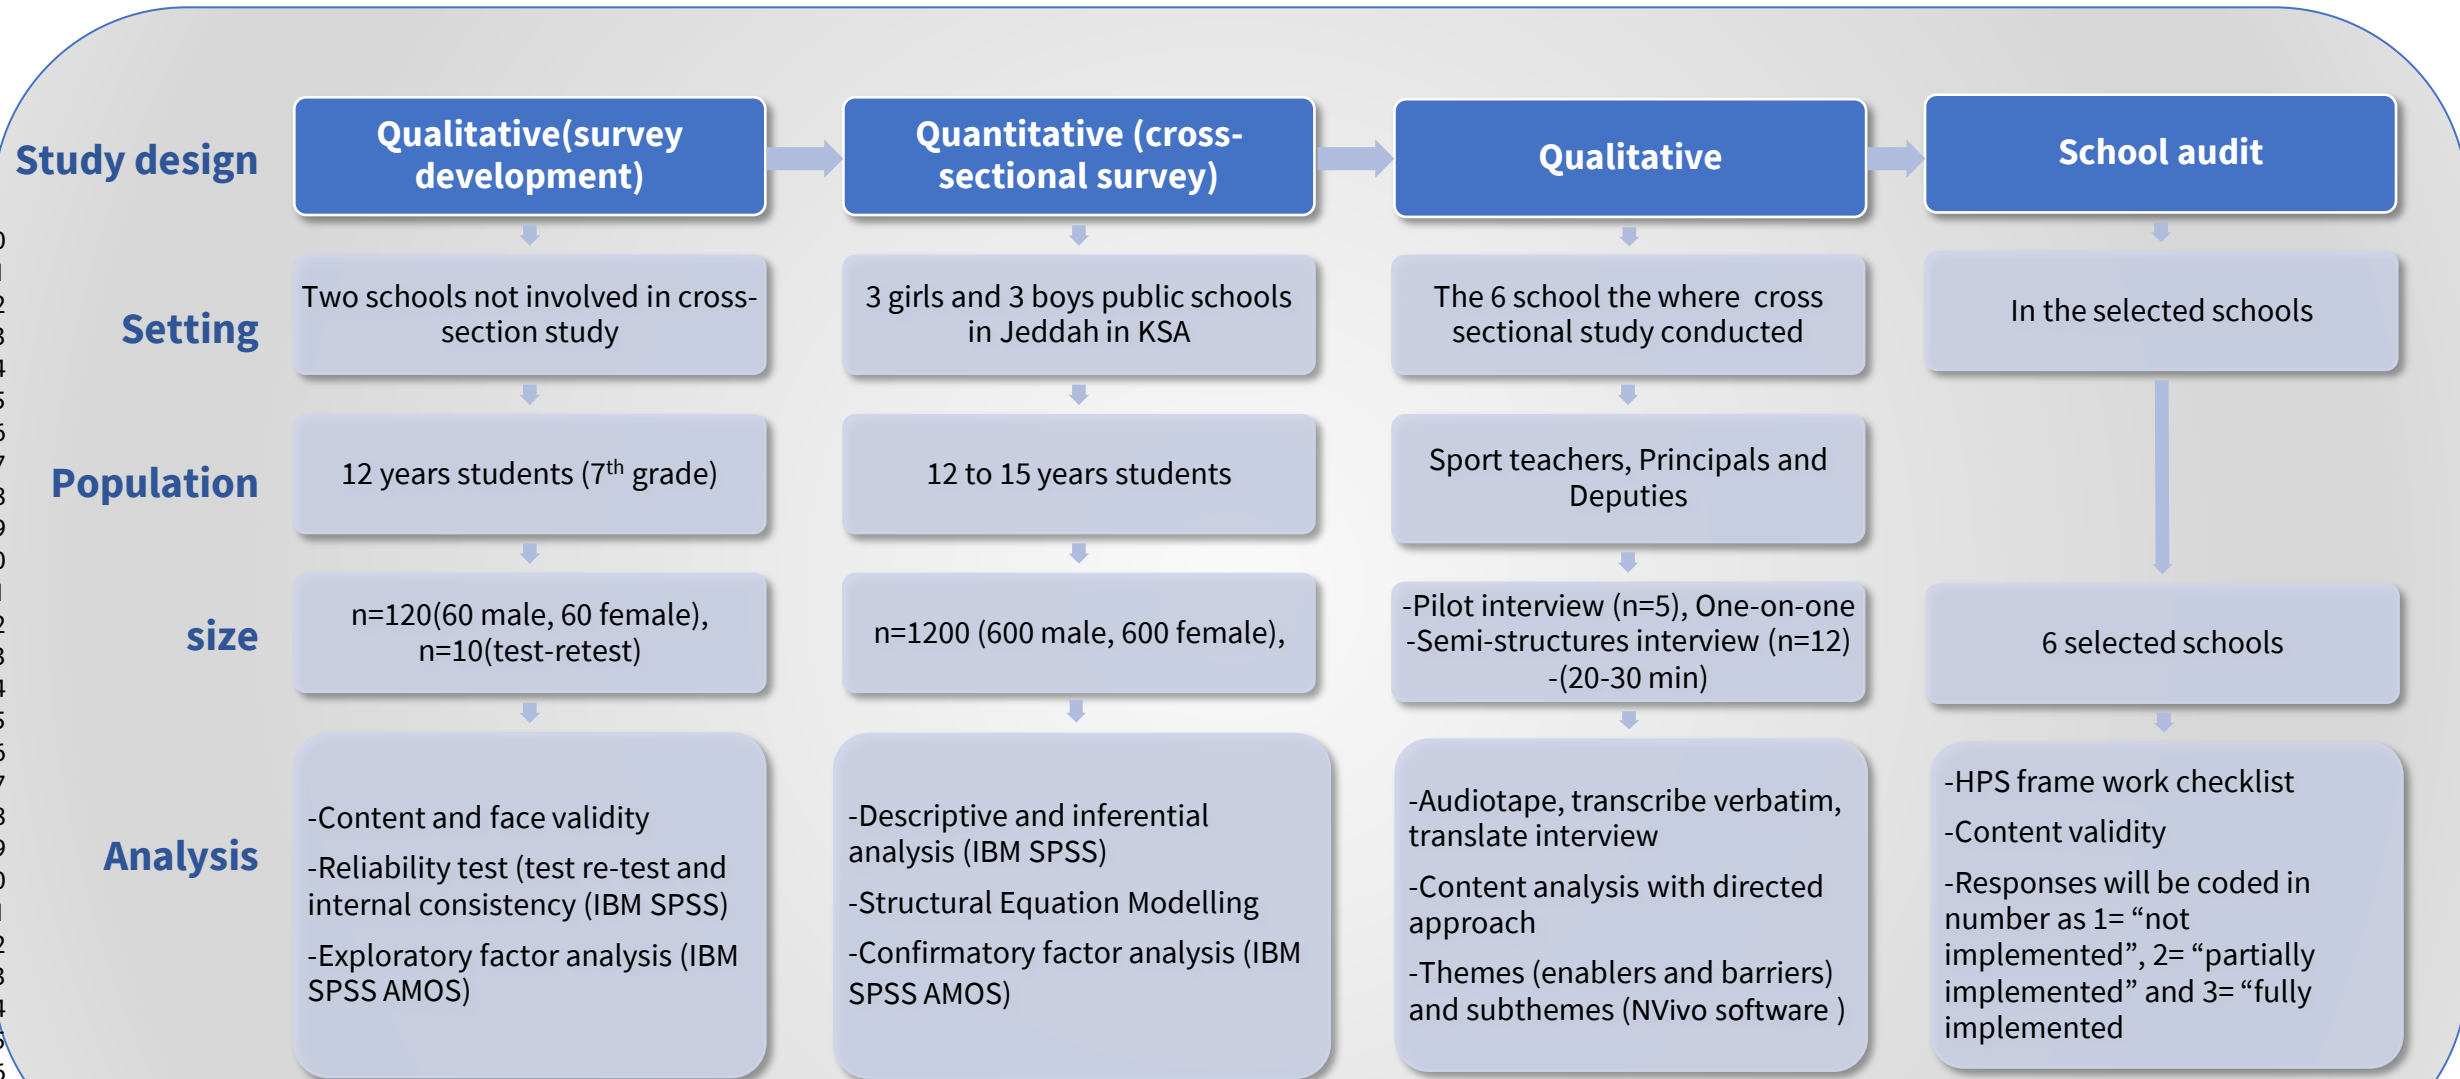 Study design
Qualitative(survey
development)
Quantitative (cross-
sectional survey)
Qualitative
School audit
Setting
Two schools not involved in cross-
section study
3 girls and 3 boys public schools
in Jeddah in KSA
The 6 school the where  cross
sectional study conducted
In the selected schools
Population
12 years students (7th grade)
12 to 15 years students
Sport teachers, Principals and
Deputies
size
n=120(60 male, 60 female),
n=10(test-retest)
n=1200 (600 male, 600 female),
-Pilot interview (n=5), One-on-one
-Semi-structures interview (n=12)
-(20-30 min)
6 selected schools
Analysis
-Content and face validity
-Reliability test (test re-test and
internal consistency (IBM SPSS)
-Exploratory factor analysis (IBM
SPSS AMOS)
-Descriptive and inferential
analysis (IBM SPSS)
-Structural Equation Modelling
-Confirmatory factor analysis (IBM
SPSS AMOS)
-Audiotape, transcribe verbatim,
translate interview
-Content analysis with directed
approach
-Themes (enablers and barriers)
and subthemes (NVivo software )
-HPS frame work checklist
-Content validity
-Responses will be coded in
number as 1= “not
implemented”, 2= “partially
implemented” and 3= “fully
implemented